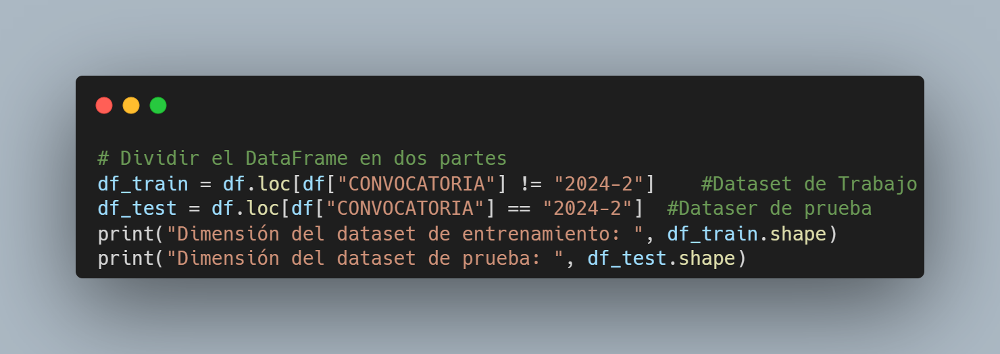 # Dividir el DataFrame en dos partes
df_train = df.loc[df["CONVOCATORIA"] != "2024-2"]    #Dataset de Trabajo
df_test = df.loc[df["CONVOCATORIA"] == "2024-2"]  #Dataser de prueba
print("Dimensión del dataset de entrenamiento: ", df_train.shape)
print("Dimensión del dataset de prueba: ", df_test.shape)